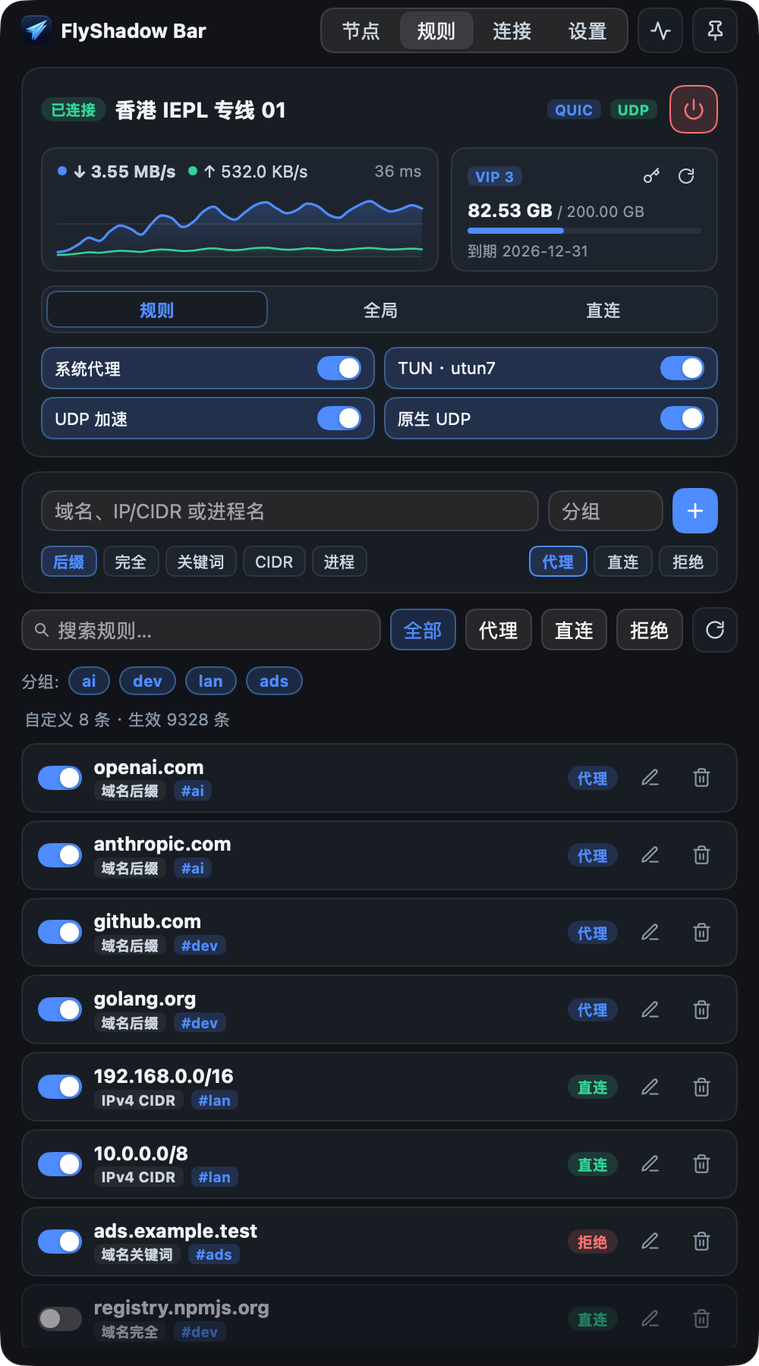 FlyShadow Bar 节点 规则 连接 设置
已连接 香港 IEPL 专线 01 QUIC UDP
↓ 3.55 MB/s ↑ 532.0 KB/s 36 ms
VIP 3
82.53 GB / 200.00 GB
到期 2026-12-31
规则 全局 直连
系统代理 TUN · utun7
UDP 加速 原生 UDP
域名、IP/CIDR 或进程名 分组 +
后缀 完全 关键词 CIDR 进程 代理 直连 拒绝
搜索规则... 全部 代理 直连 拒绝
分组: ai dev lan ads
自定义 8 条 · 生效 9328 条
openai.com
域名后缀 #ai 代理
anthropic.com
域名后缀 #ai 代理
github.com
域名后缀 #dev 代理
golang.org
域名后缀 #dev 代理
192.168.0.0/16
IPv4 CIDR #lan 直连
10.0.0.0/8
IPv4 CIDR #lan 直连
ads.example.test
域名关键词 #ads 拒绝
registry.npmjs.org
域名完全 #dev 直连